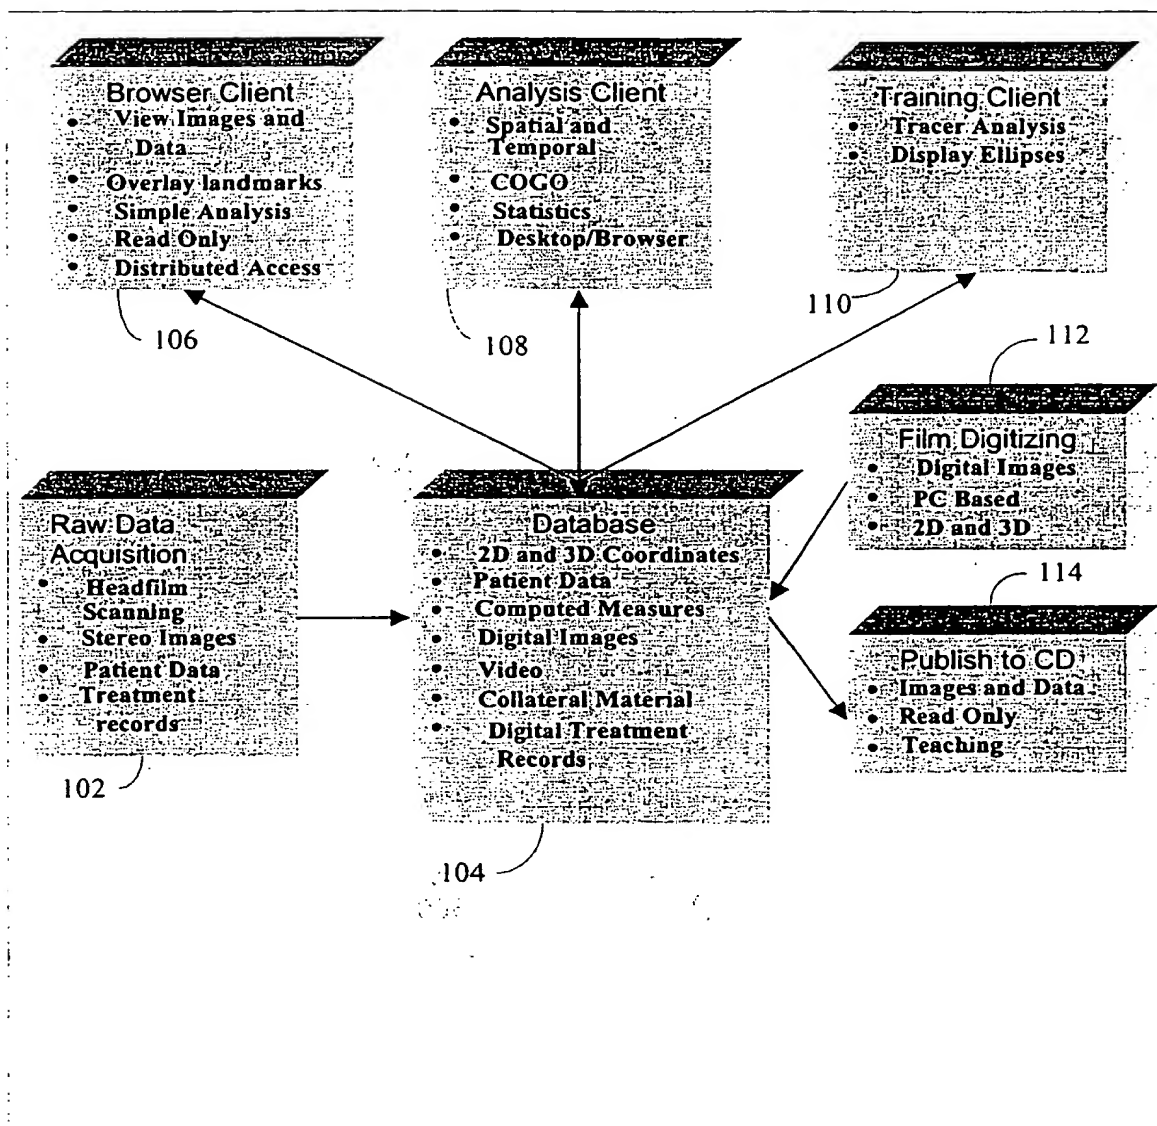 Browser Client
• View Images and
Data
• Overlay landmarks
• Simple Analysis
• Read Only
• Distributed Access
106
Analysis Client
• Spatial and
Temporal
• COGO
• Statistics
• Desktop/Browser
108
Training Client
• Tracer Analysis
• Display Ellipses
110
112
Film Digitizing
• Digital Images
• PC Based
• 2D and 3D
Raw Data
Acquisition
• Headfilm
Scanning
• Stereo Images
• Patient Data
• Treatment
records
102
Database
• 2D and 3D Coordinates
• Patient Data
• Computed Measures
• Digital Images
• Video
• Collateral Material
• Digital Treatment
Records
104
114
Publish to CD
• Images and Data
• Read Only
• Teaching